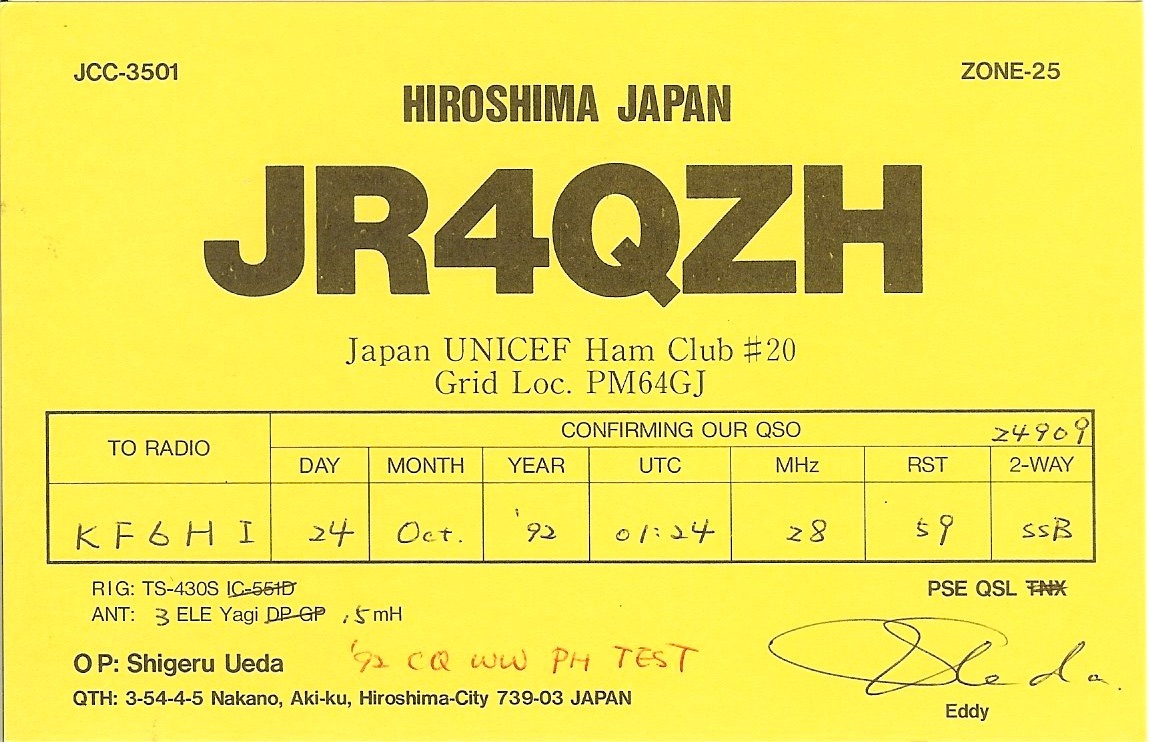 JCC-3501 ZONE-25
HIROSHIMA JAPAN
JR4QZH
Japan UNICEF Ham Club #20
Grid Loc. PM64GJ
TO RADIO CONFIRMING OUR QSO 24909
DAY MONTH YEAR UTC MHz RST 2-WAY
KF6HI 24 Oct. '92 01:24 28 59 SSB
RIG: TS-430S IC-551D PSE QSL TNX
ANT: 3 ELE Yagi DP GP ,5 mH
OP: Shigeru Ueda '92 CQ WW PH TEST
QTH: 3-54-4-5 Nakano, Aki-ku, Hiroshima-City 739-03 JAPAN
Eddy